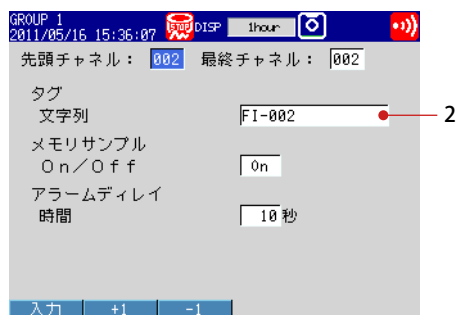 GROUP 1
2011/05/16 15:36:07 STOP DISP 1hour
先頭チャネル： 002 最終チャネル： 002
タグ
文字列 FI-002 2
メモリサンプル
On／Off On
アラームディレイ
時間 10秒
入力 +1 -1